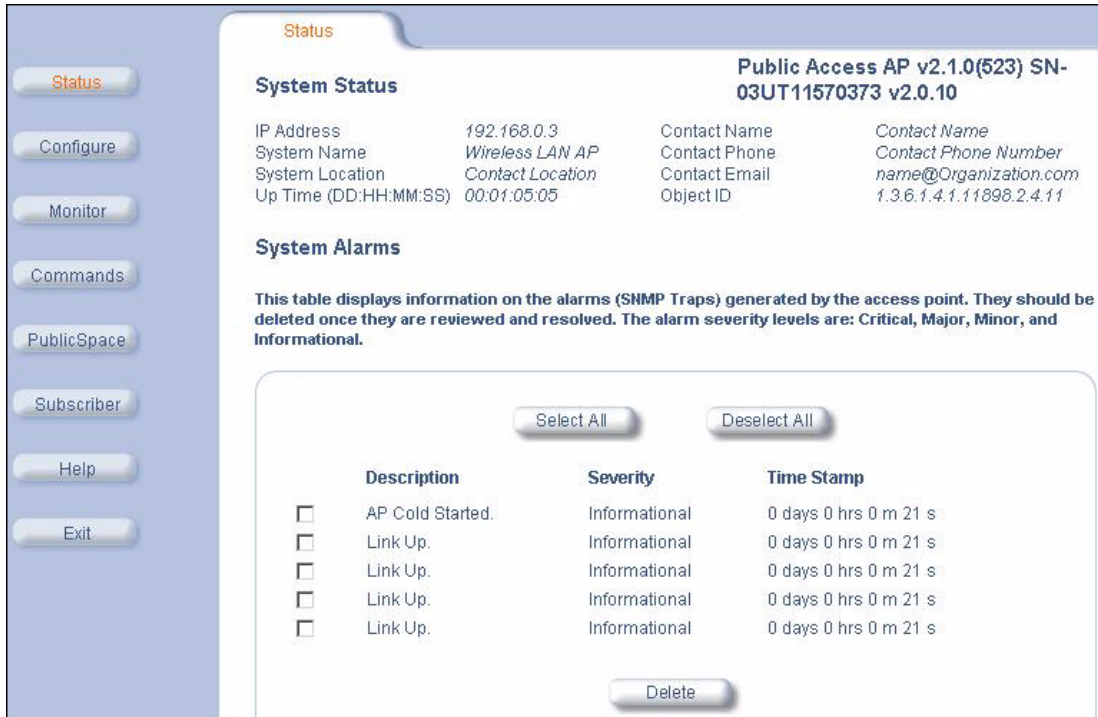 Status
Status
Configure
Monitor
Commands
PublicSpace
Subscriber
Help
Exit
System Status
Public Access AP v2.1.0(523) SN-
03UT11570373 v2.0.10
IP Address 192.168.0.3 Contact Name Contact Name
System Name Wireless LAN AP Contact Phone Contact Phone Number
System Location Contact Location Contact Email name@Organization.com
Up Time (DD:HH:MM:SS) 00:01:05:05 Object ID 1.3.6.1.4.1.11898.2.4.11
System Alarms
This table displays information on the alarms (SNMP Traps) generated by the access point. They should be
deleted once they are reviewed and resolved. The alarm severity levels are: Critical, Major, Minor, and
Informational.
Select All Deselect All
Description Severity Time Stamp
AP Cold Started. Informational 0 days 0 hrs 0 m 21 s
Link Up. Informational 0 days 0 hrs 0 m 21 s
Link Up. Informational 0 days 0 hrs 0 m 21 s
Link Up. Informational 0 days 0 hrs 0 m 21 s
Link Up. Informational 0 days 0 hrs 0 m 21 s
Delete